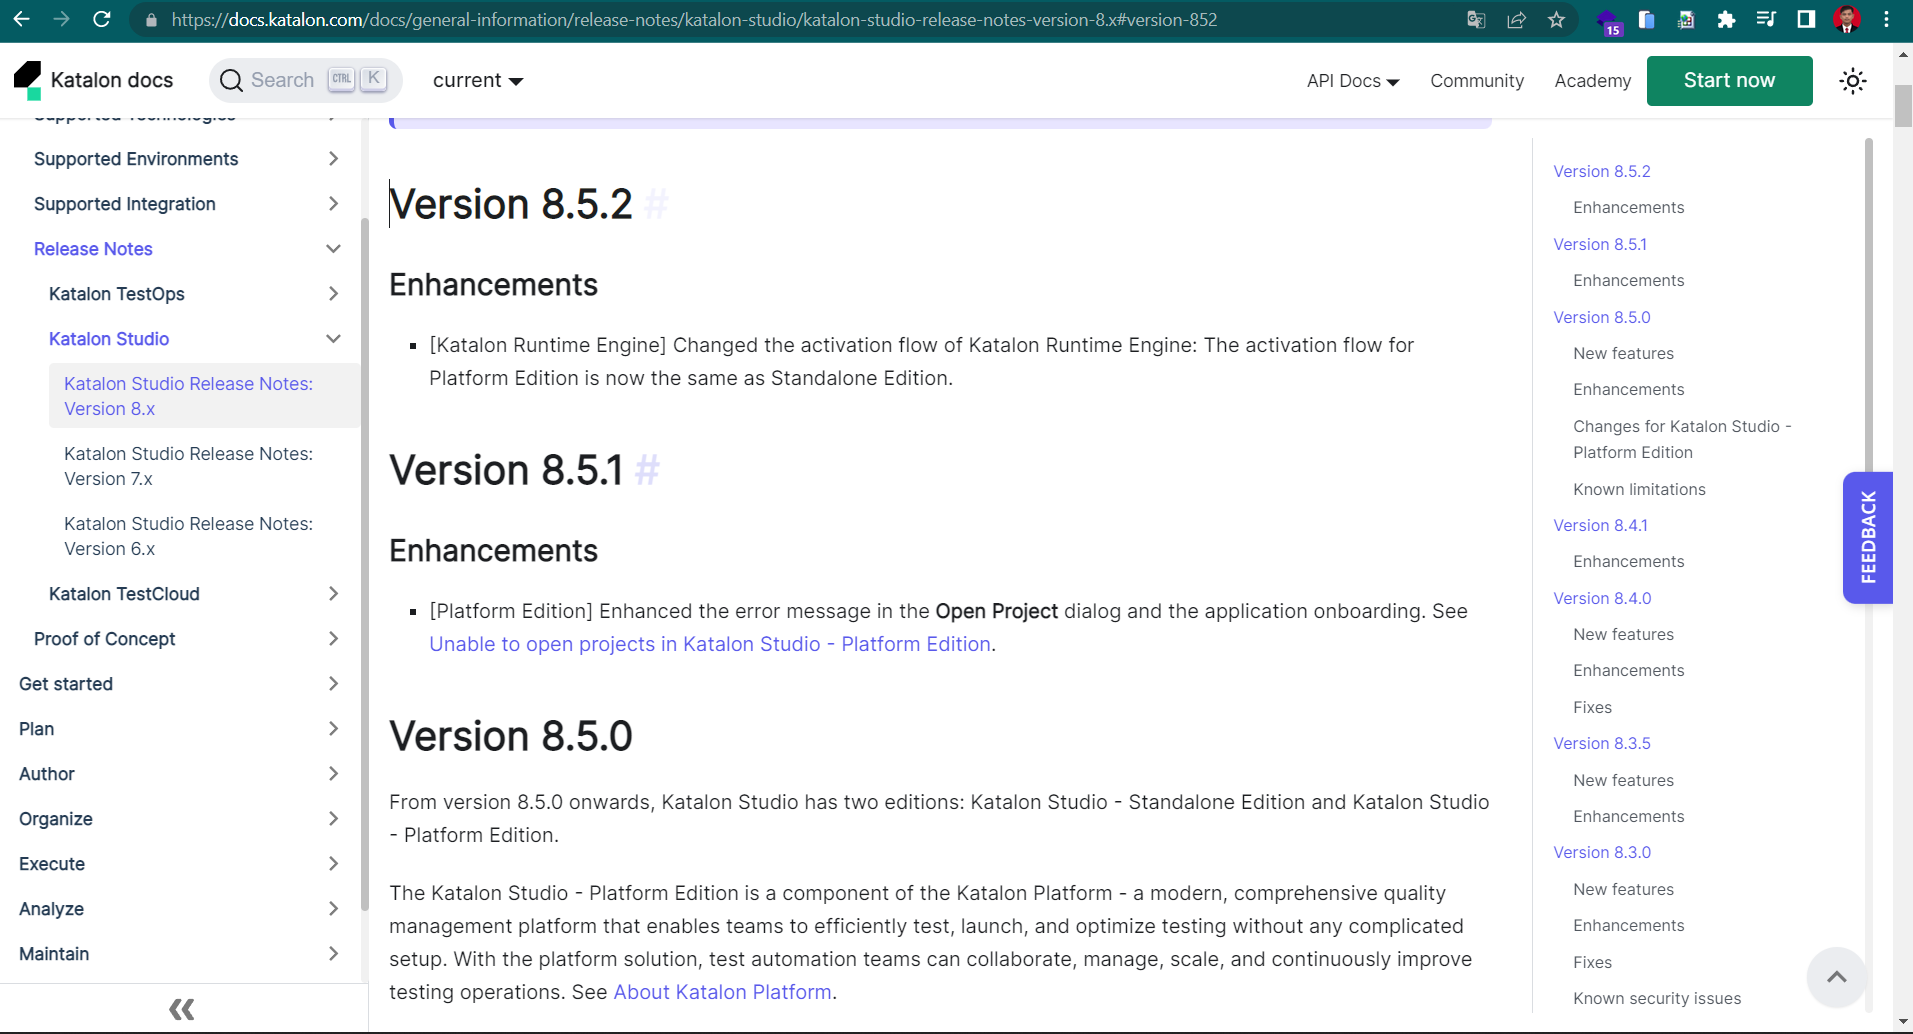 https://docs.katalon.com/docs/general-information/release-notes/katalon-studio/katalon-studio-release-notes-version-8.x#version-852
15
Katalon docs
Search
CTRL
K
current
API Docs
Community
Academy
Start now
Supported Technologies
Supported Environments
Supported Integration
Release Notes
Katalon TestOps
Katalon Studio
Katalon Studio Release Notes:
Version 8.x
Katalon Studio Release Notes:
Version 7.x
Katalon Studio Release Notes:
Version 6.x
Katalon TestCloud
Proof of Concept
Get started
Plan
Author
Organize
Execute
Analyze
Maintain
Version 8.5.2 #
Enhancements
[Katalon Runtime Engine] Changed the activation flow of Katalon Runtime Engine: The activation flow for
Platform Edition is now the same as Standalone Edition.
Version 8.5.1 #
Enhancements
[Platform Edition] Enhanced the error message in the Open Project dialog and the application onboarding. See
Unable to open projects in Katalon Studio - Platform Edition.
Version 8.5.0
From version 8.5.0 onwards, Katalon Studio has two editions: Katalon Studio - Standalone Edition and Katalon Studio
- Platform Edition.
The Katalon Studio - Platform Edition is a component of the Katalon Platform - a modern, comprehensive quality
management platform that enables teams to efficiently test, launch, and optimize testing without any complicated
setup. With the platform solution, test automation teams can collaborate, manage, scale, and continuously improve
testing operations. See About Katalon Platform.
Version 8.5.2
Enhancements
Version 8.5.1
Enhancements
Version 8.5.0
New features
Enhancements
Changes for Katalon Studio -
Platform Edition
Known limitations
Version 8.4.1
Enhancements
Version 8.4.0
New features
Enhancements
Fixes
Version 8.3.5
New features
Enhancements
Version 8.3.0
New features
Enhancements
Fixes
Known security issues
FEEDBACK